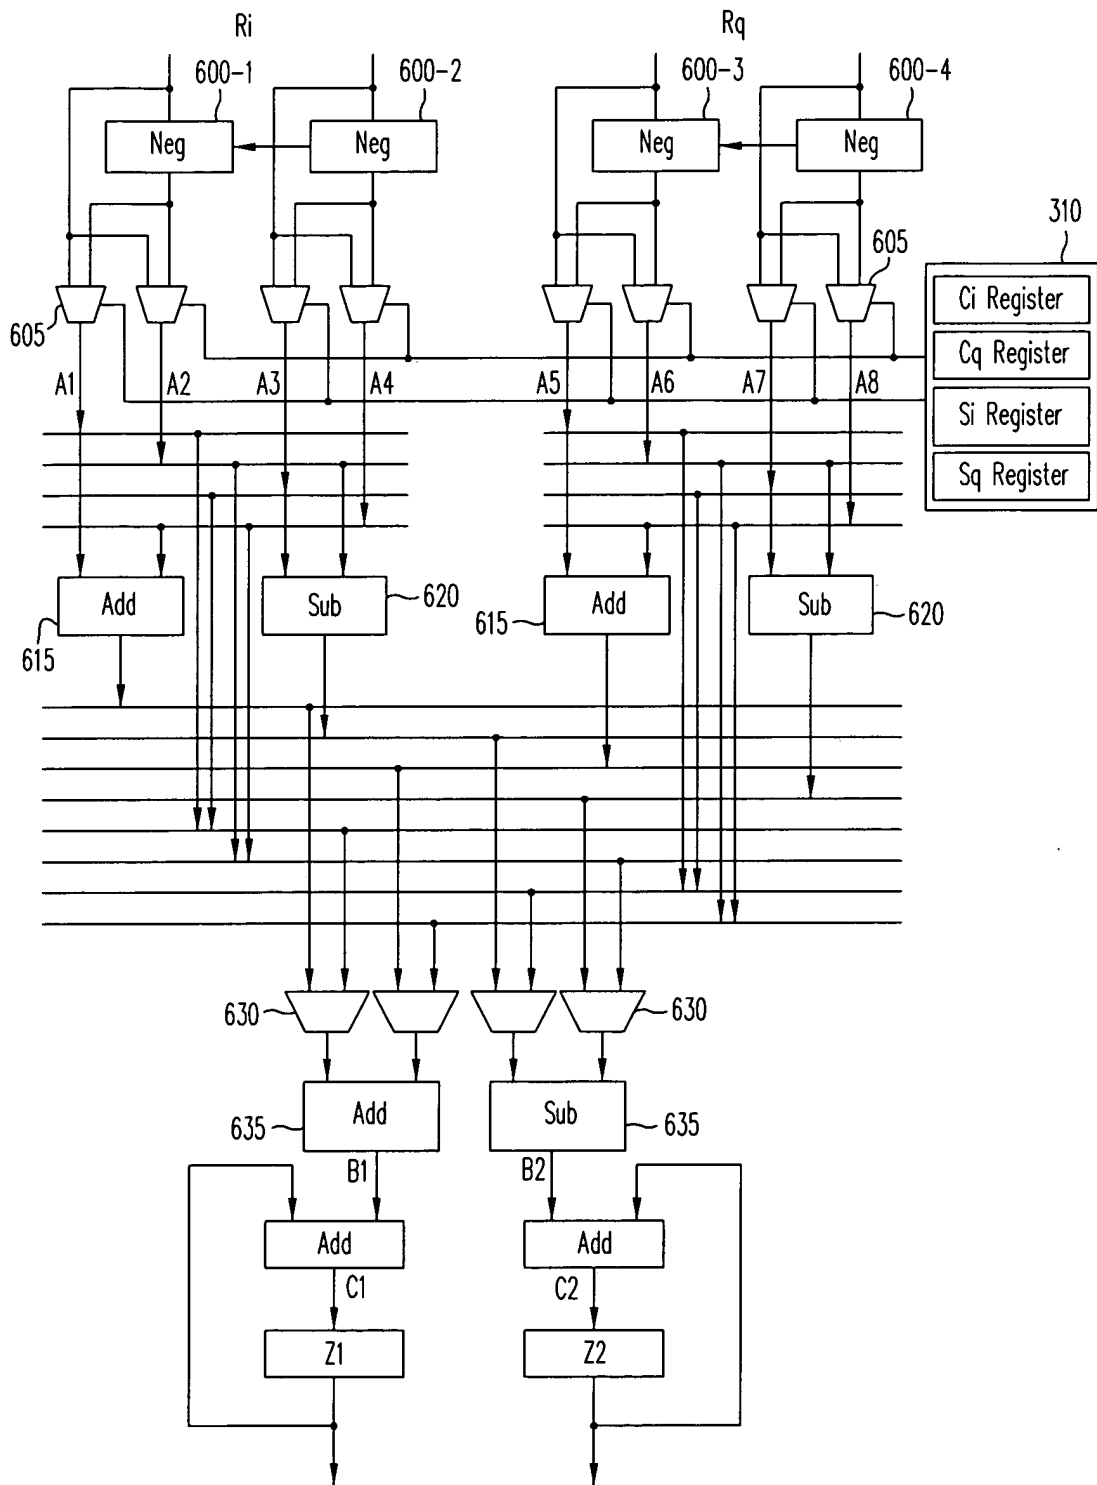 Ri
Rq
600-1
600-2
600-3
600-4
Neg
Neg
Neg
Neg
310
605
Ci Register
Cq Register
Si Register
Sq Register
605
A1
A2
A3
A4
A5
A6
A7
A8
Add
Sub
Add
Sub
615
620
615
620
630
630
Add
Sub
635
635
B1
B2
Add
Add
C1
C2
Z1
Z2